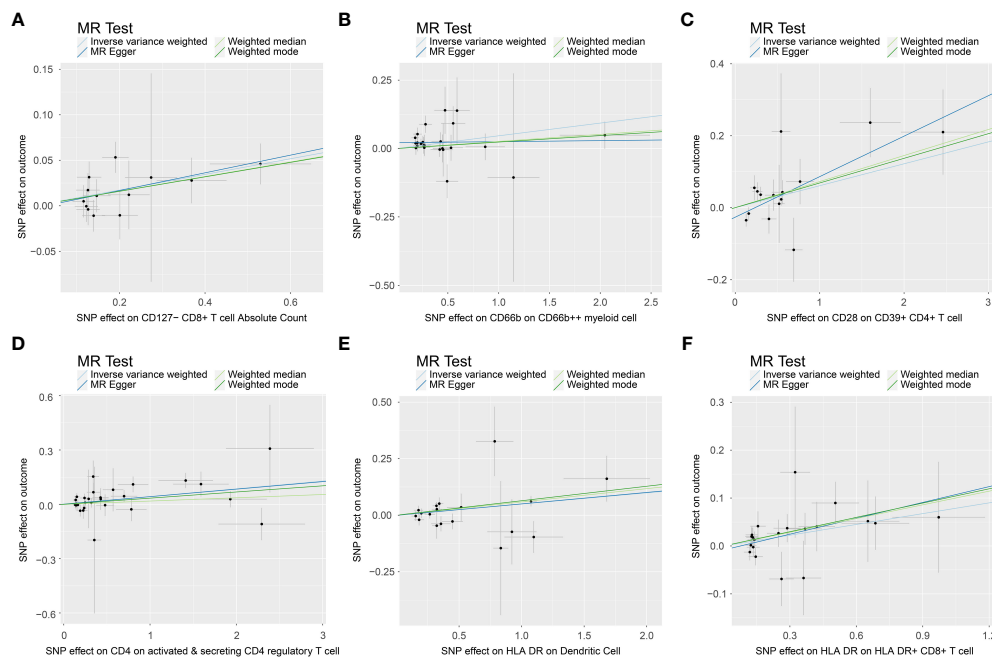 A
MR Test
Inverse variance weighted
Weighted median
MR Egger
Weighted mode
SNP effect on outcome
0.15
0.10
0.05
0.00
−0.05
0.2
0.4
0.6
SNP effect on CD127− CD8+ T cell Absolute Count
B
MR Test
Inverse variance weighted
Weighted median
MR Egger
Weighted mode
SNP effect on outcome
0.25
0.00
−0.25
−0.50
0.5
1.0
1.5
2.0
2.5
SNP effect on CD66b on CD66b++ myeloid cell
C
MR Test
Inverse variance weighted
Weighted median
MR Egger
Weighted mode
SNP effect on outcome
0.4
0.2
0.0
−0.2
0
1
2
3
SNP effect on CD28 on CD39+ CD4+ T cell
D
MR Test
Inverse variance weighted
Weighted median
MR Egger
Weighted mode
SNP effect on outcome
0.6
0.3
0.0
−0.3
−0.6
0
1
2
3
SNP effect on CD4 on activated & secreting CD4 regulatory T cell
E
MR Test
Inverse variance weighted
Weighted median
MR Egger
Weighted mode
SNP effect on outcome
0.50
0.25
0.00
−0.25
0.5
1.0
1.5
2.0
SNP effect on HLA DR on Dendritic Cell
F
MR Test
Inverse variance weighted
Weighted median
MR Egger
Weighted mode
SNP effect on outcome
0.3
0.2
0.1
0.0
−0.1
0.3
0.6
0.9
1.2
SNP effect on HLA DR on HLA DR+ CD8+ T cell